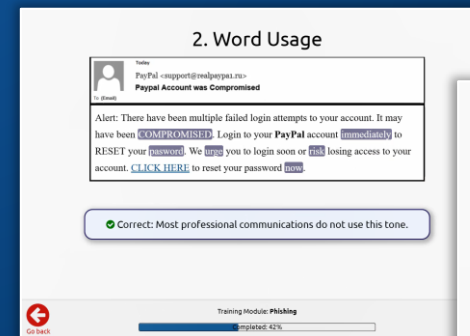 2. Word Usage
Today
PayPal <support@realpaypa1.ru>
Paypal Account was Compromised
To (Email)
Alert: There have been multiple failed login attempts to your account. It may
have been COMPROMISED. Login to your PayPal account immediately to
RESET your pasword. We urge you to login soon or risk losing access to your
account. CLICK HERE to reset your password now.
Correct: Most professional communications do not use this tone.
Go back
Training Module: Phishing
Completed: 42%